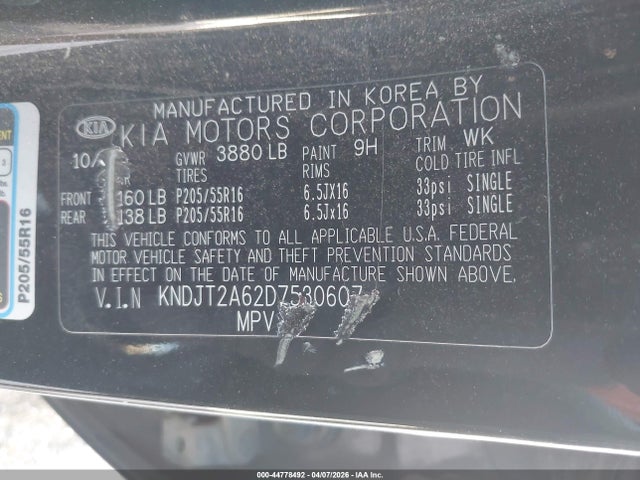 MANUFACTURED IN KOREA BY
KIA KIA MOTORS CORPORATION
10/ GVWR 3880 LB PAINT 9H TRIM WK
TIRES RIMS COLD TIRE INFL
FRONT 160 LB P205/55R16 6.5JX16 33psi SINGLE
REAR 138 LB P205/55R16 6.5Jx16 33psi SINGLE
THIS VEHICLE CONFORMS TO ALL APPLICABLE U.S.A. FEDERAL
MOTOR VEHICLE SAFETY AND THEFT PREVENTION STANDARDS
IN EFFECT ON THE DATE OF MANUFACTURE SHOWN ABOVE,
V.I.N KNDJT2A62D7530607
MPV
P205/55R16
000-44778492 - 04/07/2026 - IAA Inc.